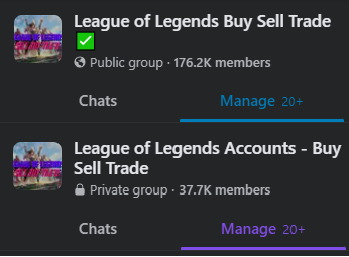 League of Legends Buy Sell Trade
✅
Public group · 176.2K members
Chats
Manage 20+
League of Legends Accounts - Buy
Sell Trade
Private group · 37.7K members
Chats
Manage 20+